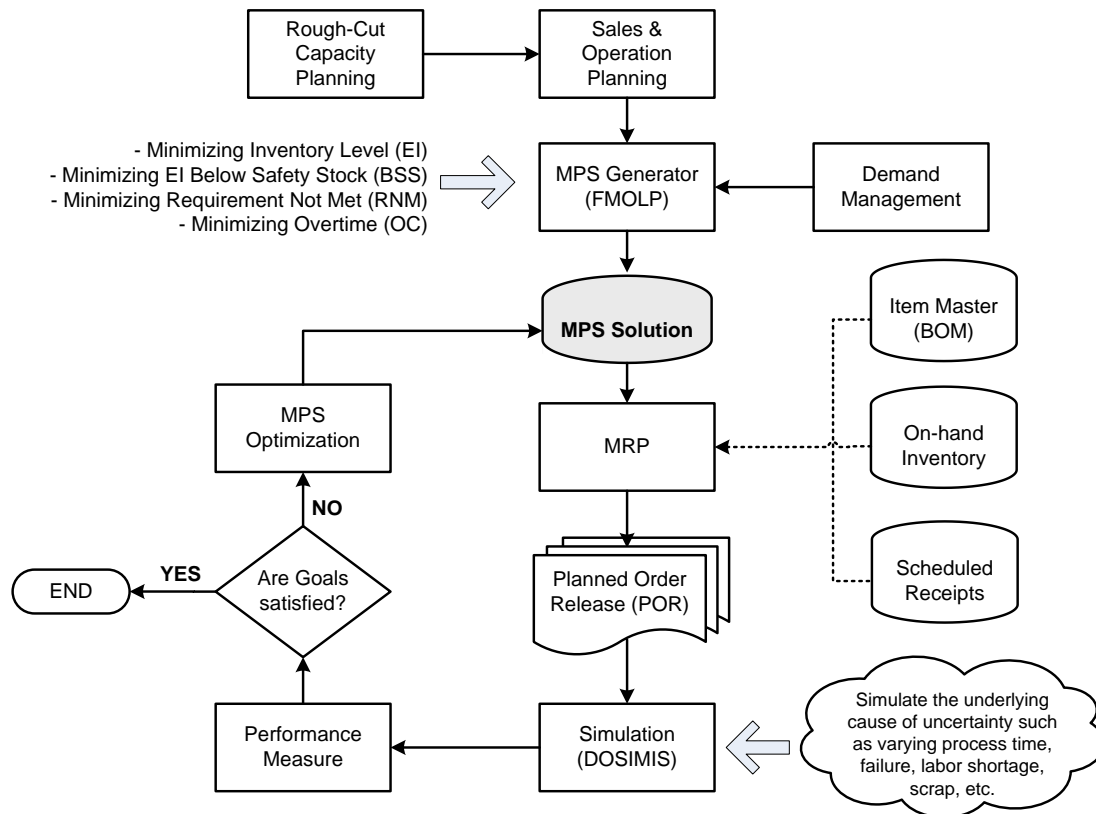 Rough-Cut
Capacity
Planning
Sales &
Operation
Planning
- Minimizing Inventory Level (EI)
- Minimizing EI Below Safety Stock (BSS)
- Minimizing Requirement Not Met (RNM)
- Minimizing Overtime (OC)
MPS Generator
(FMOLP)
Demand
Management
MPS Solution
Item Master
(BOM)
MPS
Optimization
MRP
On-hand
Inventory
NO
YES
END
Are Goals
satisfied?
Planned Order
Release (POR)
Scheduled
Receipts
Performance
Measure
Simulation
(DOSIMIS)
Simulate the underlying
cause of uncertainty such
as varying process time,
failure, labor shortage,
scrap, etc.